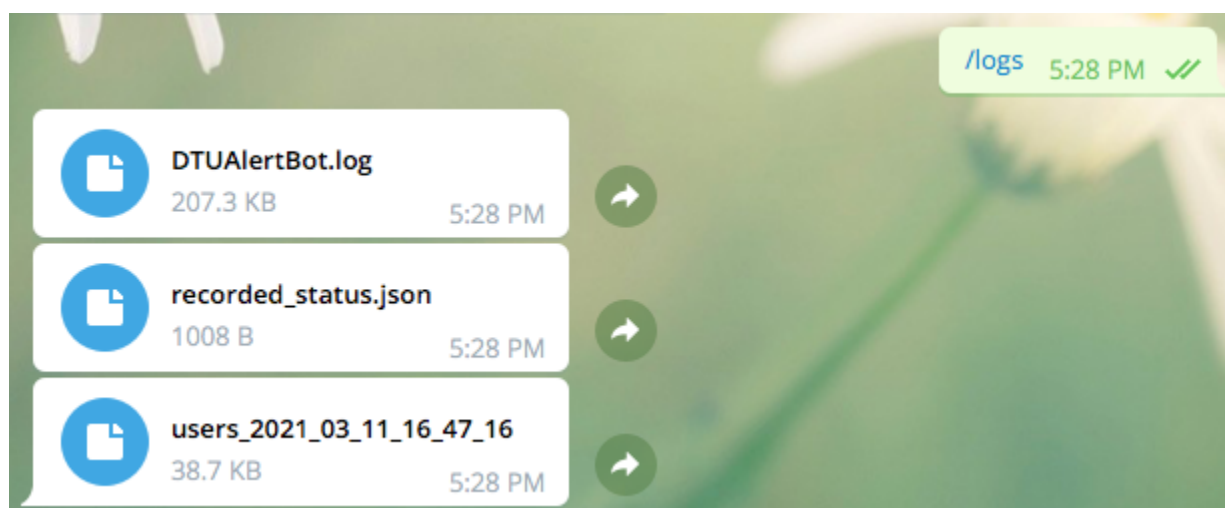 /logs 5:28 PM
DTUAlertBot.log
207.3 KB 5:28 PM
recorded_status.json
1008 B 5:28 PM
users_2021_03_11_16_47_16
38.7 KB 5:28 PM